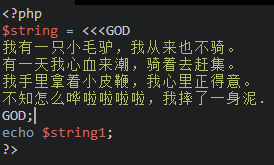 <?php
$string = <<<GOD
我有一只小毛驴，我从来也不骑。
有一天我心血来潮，骑着去赶集。
我手里拿着小皮鞭，我心里正得意。
不知怎么哗啦啦啦啦，我摔了一身泥.
GOD;
echo $string1;
?>